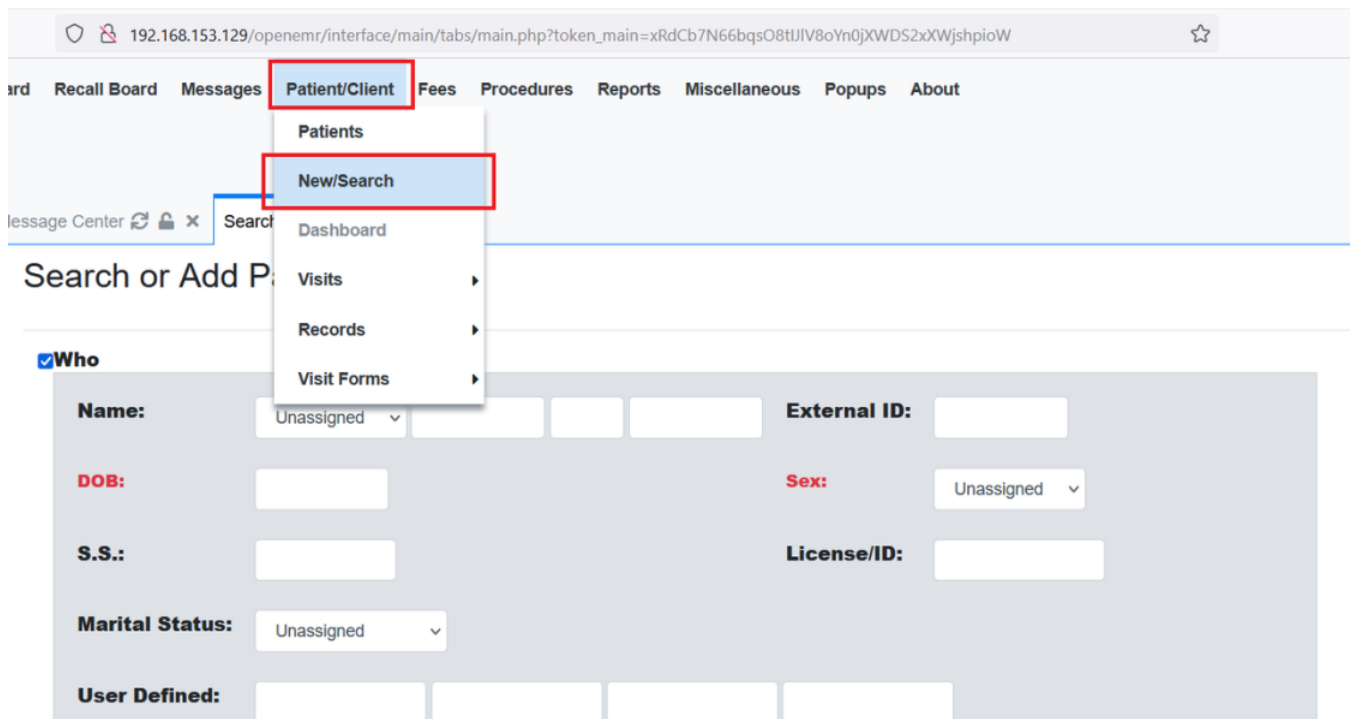 192.168.153.129/openemr/interface/main/tabs/main.php?token_main=xRdCb7N66bqsO8tIJlV8oYn0jXWDS2xXWjshpioW
ard Recall Board Messages Patient/Client Fees Procedures Reports Miscellaneous Popups About
Patients
New/Search
essage Center Search
Dashboard
Search or Add Pa
Visits
Records
Who
Visit Forms
Name: Unassigned External ID:
DOB: Sex: Unassigned
S.S.: License/ID:
Marital Status: Unassigned
User Defined: